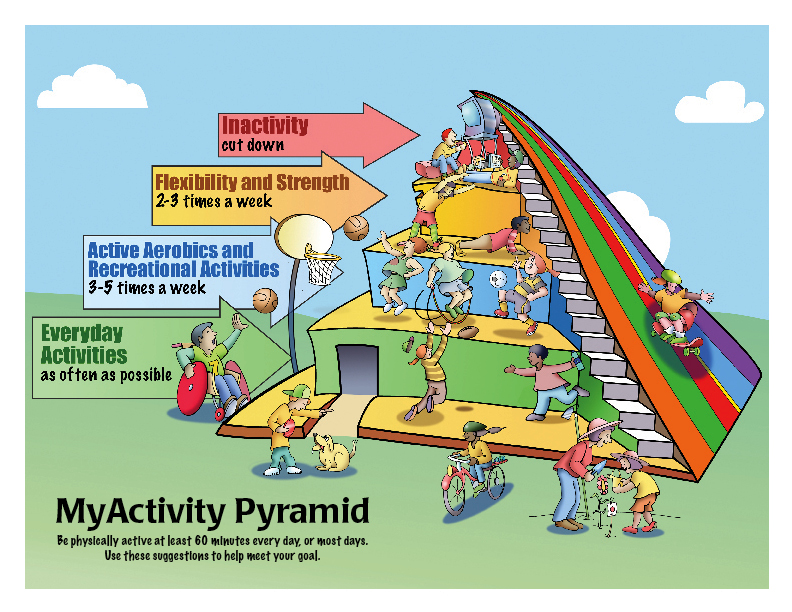 Inactivity
cut down
Flexibility and Strength
2-3 times a week
Active Aerobics and
Recreational Activities
3-5 times a week
Everyday
Activities
as often as possible
MyActivity Pyramid
Be physically active at least 60 minutes every day, or most days.
Use these suggestions to help meet your goal.